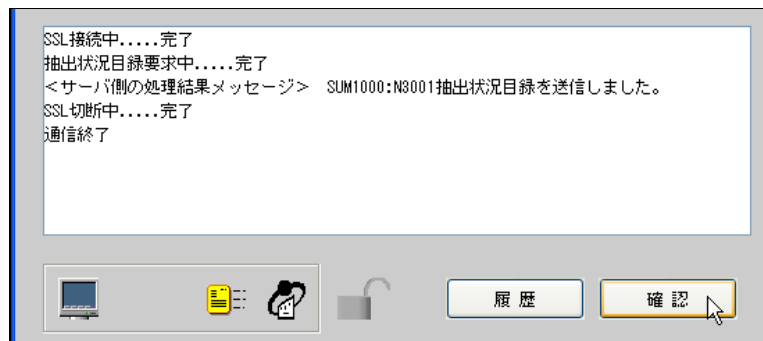 SSL接続中.....完了
抽出状況目録要求中.....完了
<サーバ側の処理結果メッセージ>　SUM1000:N3001抽出状況目録を送信しました。
SSL切断中.....完了
通信終了
履 歴
確 認